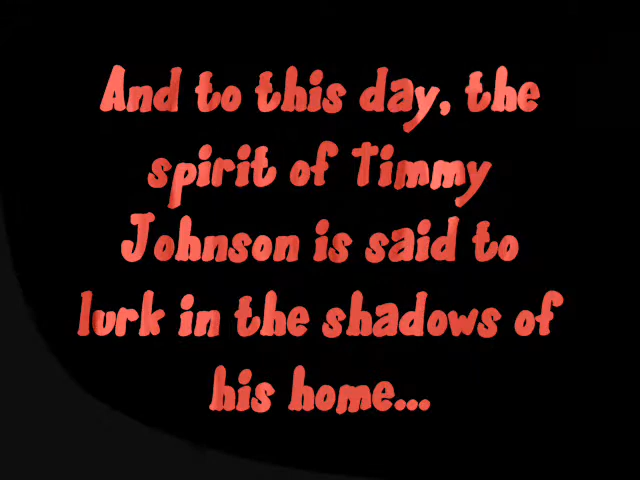 And to this day, the
spirit of Timmy
Johnson is said to
lurk in the shadows of
his home...